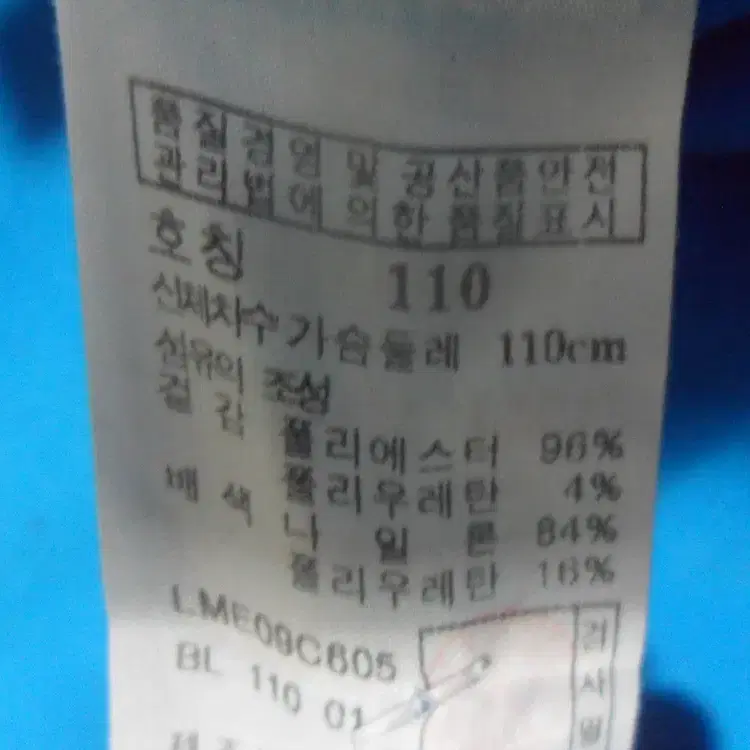 품질경영 및 공산품안전
관리법에 의한 품질표시
호칭 110
신체치수 가슴둘레 110cm
섬유의 조성
겉감 폴리에스터 96%
폴리우레탄 4%
배색 나일론 84%
폴리우레탄 16%
LME09C605
BL 110 01
검사필